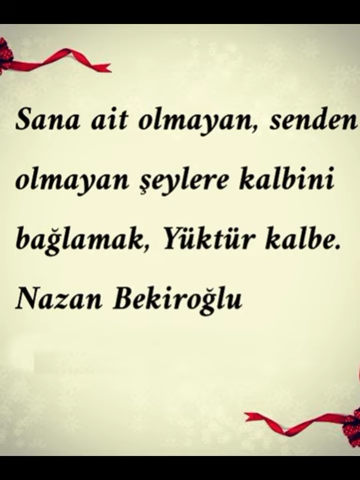 Sana ait olmayan, senden
olmayan şeylere kalbini
bağlamak, Yüktür kalbe.
Nazan Bekiroğlu